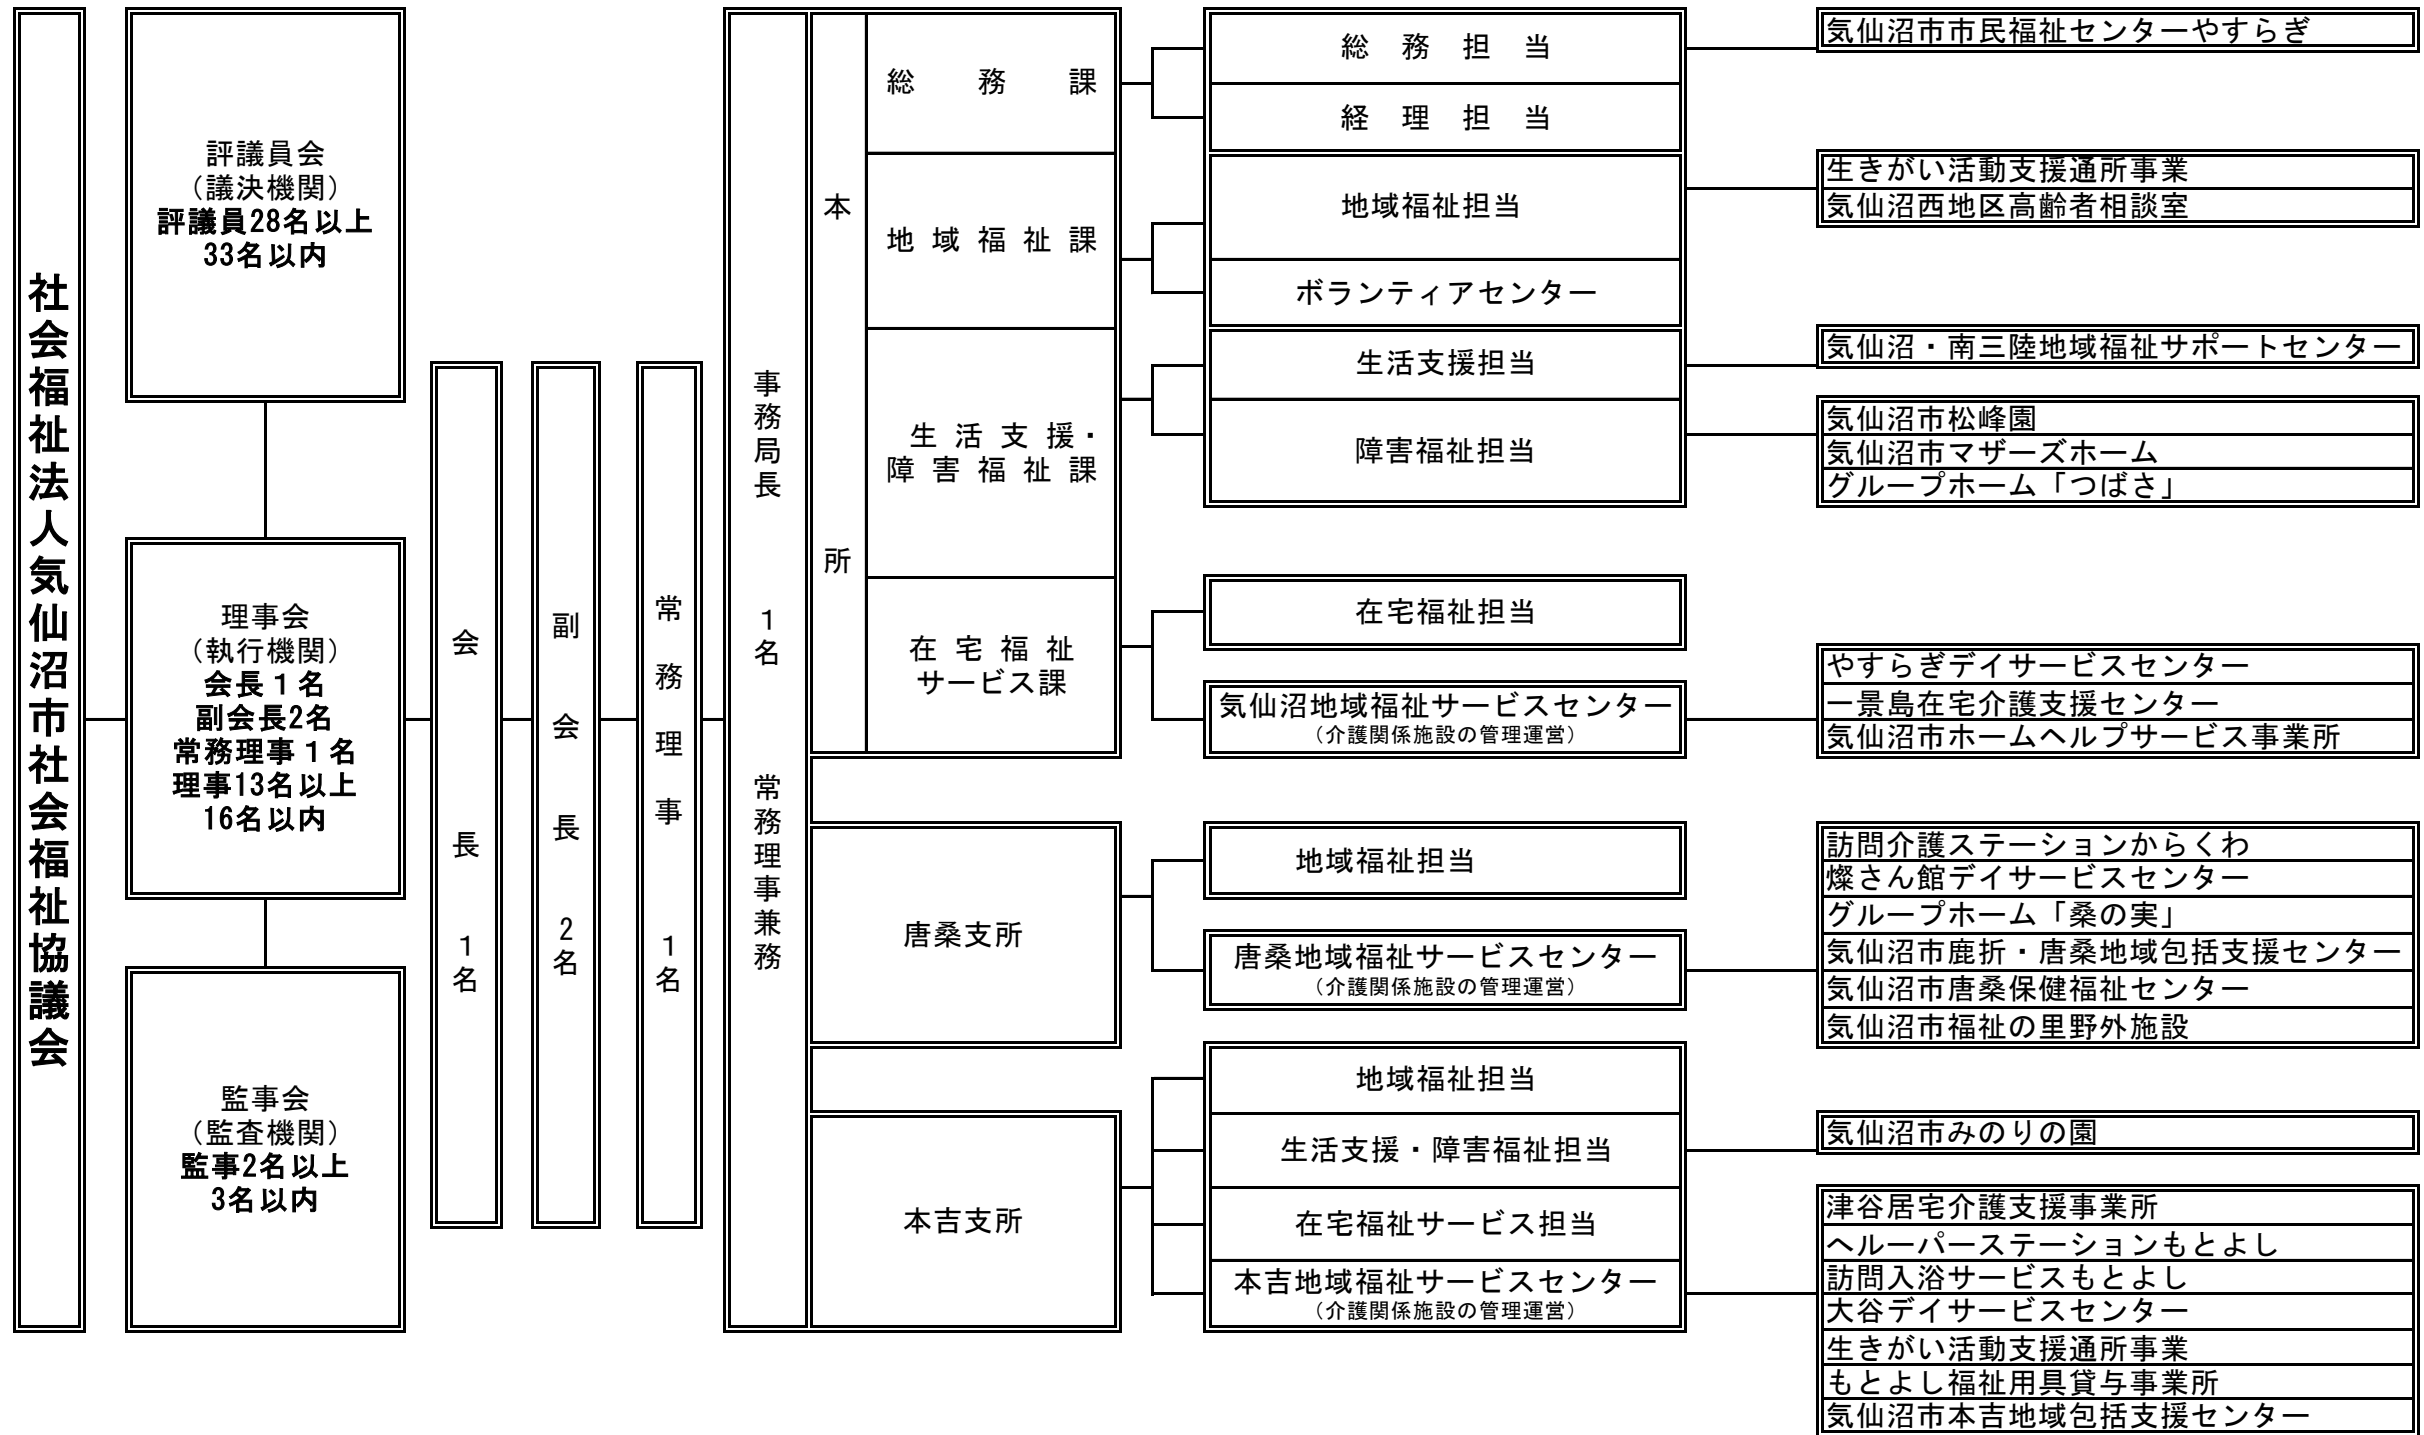 社会福祉法人気仙沼市社会福祉協議会
評議員会
（議決機関）
評議員28名以上
33名以内
理事会
（執行機関）
会長１名
副会長2名
常務理事１名
理事13名以上
16名以内
監事会
（監査機関）
監事2名以上
3名以内
会長　1名
副会長　2名
常務理事　1名
事務局長　1名　常務理事兼務
本所
総務課
地域福祉課
生活支援・
障害福祉課
在宅福祉
サービス課
唐桑支所
本吉支所
総務担当
経理担当
地域福祉担当
ボランティアセンター
生活支援担当
障害福祉担当
在宅福祉担当
気仙沼地域福祉サービスセンター
（介護関係施設の管理運営）
地域福祉担当
唐桑地域福祉サービスセンター
（介護関係施設の管理運営）
地域福祉担当
生活支援・障害福祉担当
在宅福祉サービス担当
本吉地域福祉サービスセンター
（介護関係施設の管理運営）
気仙沼市市民福祉センターやすらぎ
生きがい活動支援通所事業
気仙沼西地区高齢者相談室
気仙沼・南三陸地域福祉サポートセンター
気仙沼市松峰園
気仙沼市マザーズホーム
グループホーム「つばさ」
やすらぎデイサービスセンター
一景島在宅介護支援センター
気仙沼市ホームヘルプサービス事業所
訪問介護ステーションからくわ
燦さん館デイサービスセンター
グループホーム「桑の実」
気仙沼市鹿折・唐桑地域包括支援センター
気仙沼市唐桑保健福祉センター
気仙沼市福祉の里野外施設
気仙沼市みのりの園
津谷居宅介護支援事業所
ヘルーパーステーションもとよし
訪問入浴サービスもとよし
大谷デイサービスセンター
生きがい活動支援通所事業
もとよし福祉用具貸与事業所
気仙沼市本吉地域包括支援センター